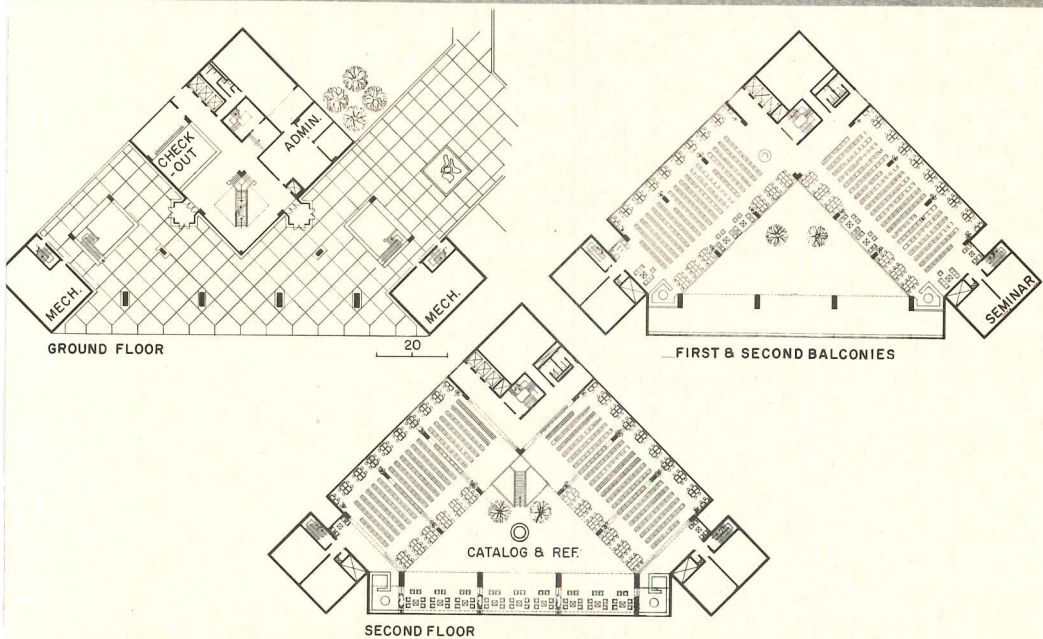 CHECK
-OUT
ADMIN.
MECH.
MECH.
GROUND FLOOR
20
SEMINAR
FIRST & SECOND BALCONIES
CATALOG & REF.
SECOND FLOOR